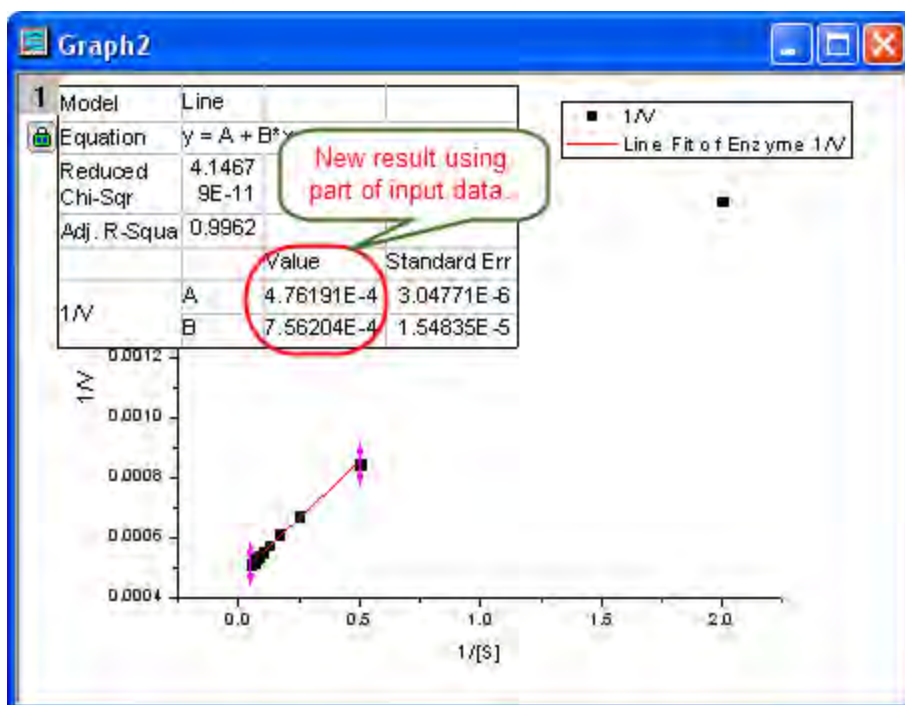 Graph2
1
Model Line
Equation y = A + B*x
Reduced Chi-Sqr 4.1467 9E-11
Adj. R-Squa 0.9962
Value Standard Err
1/V A 4.76191E-4 3.04771E-6
B 7.56204E-4 1.54835E-5
New result using
part of input data.
1/V
Line Fit of Enzyme 1/V
0.0012
0.0010
0.0008
0.0006
0.0004
1/V
0.0 0.5 1.0 1.5 2.0
1/[S]